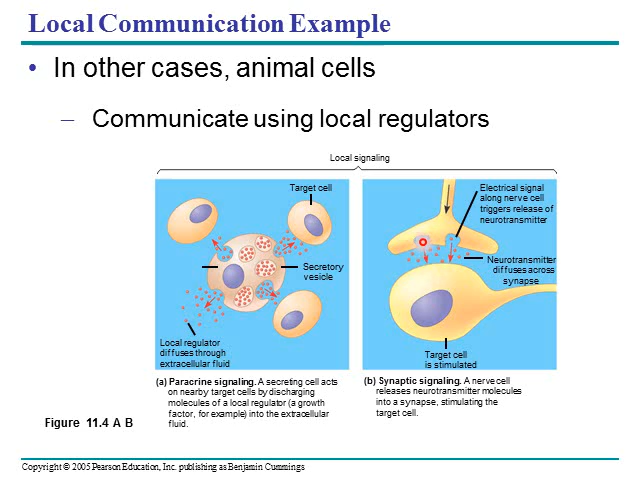 Local Communication Example
• In other cases, animal cells
– Communicate using local regulators
Local signaling
Target cell
Secretory
vesicle
Local regulator
diffuses through
extracellular fluid
(a) Paracrine signaling. A secreting cell acts
on nearby target cells by discharging
molecules of a local regulator (a growth
factor, for example) into the extracellular
fluid.
Electrical signal
along nerve cell
triggers release of
neurotransmitter
Neurotransmitter
diffuses across
synapse
Target cell
is stimulated
(b) Synaptic signaling. A nerve cell
releases neurotransmitter molecules
into a synapse, stimulating the
target cell.
Figure 11.4 A B
Copyright © 2005 Pearson Education, Inc. publishing as Benjamin Cummings